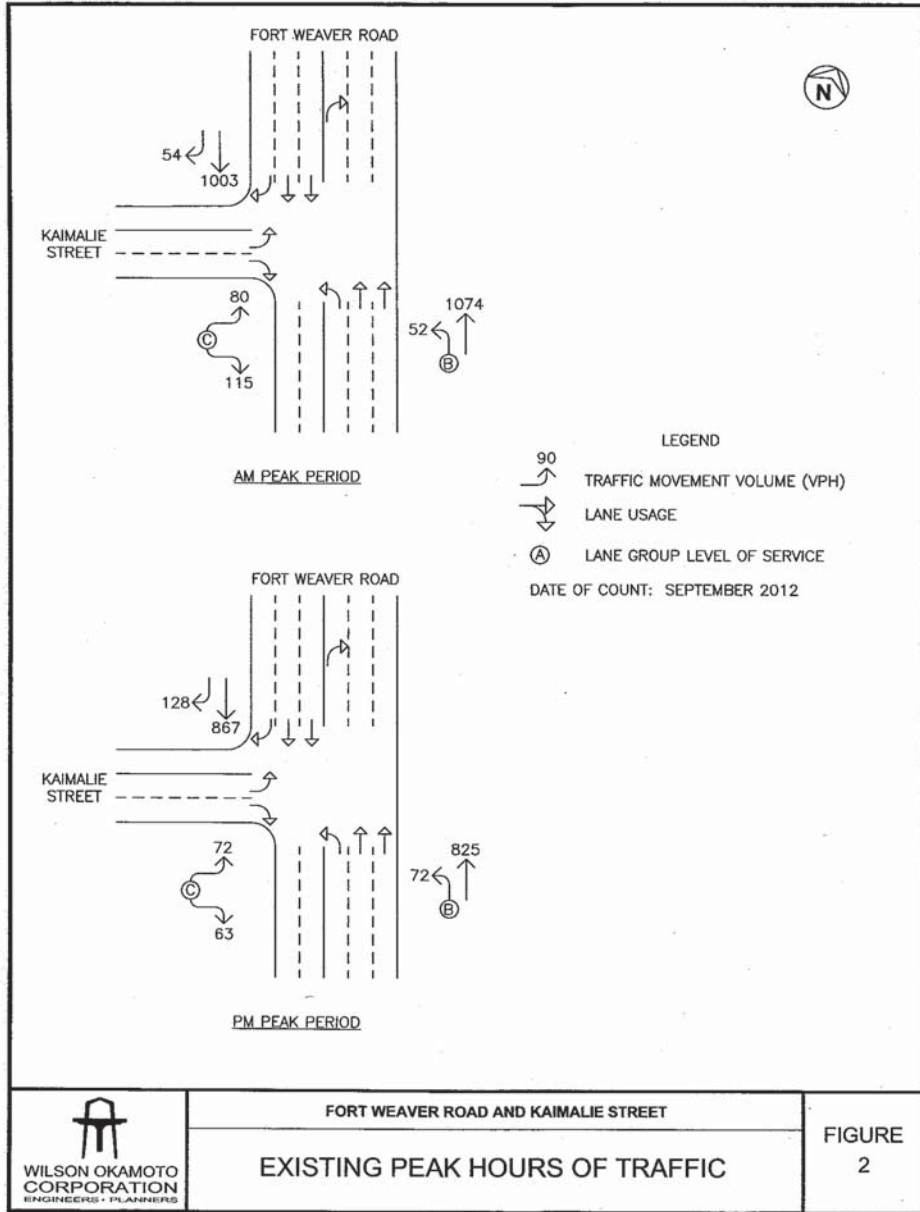 FORT WEAVER ROAD
N
54
1003
KAIMALIE
STREET
80
C
115
1074
52
B
AM PEAK PERIOD
LEGEND
90
TRAFFIC MOVEMENT VOLUME (VPH)
LANE USAGE
A LANE GROUP LEVEL OF SERVICE
DATE OF COUNT: SEPTEMBER 2012
FORT WEAVER ROAD
128
867
KAIMALIE
STREET
72
C
63
825
72
B
PM PEAK PERIOD
WILSON OKAMOTO
CORPORATION
ENGINEERS • PLANNERS
FORT WEAVER ROAD AND KAIMALIE STREET
EXISTING PEAK HOURS OF TRAFFIC
FIGURE
2